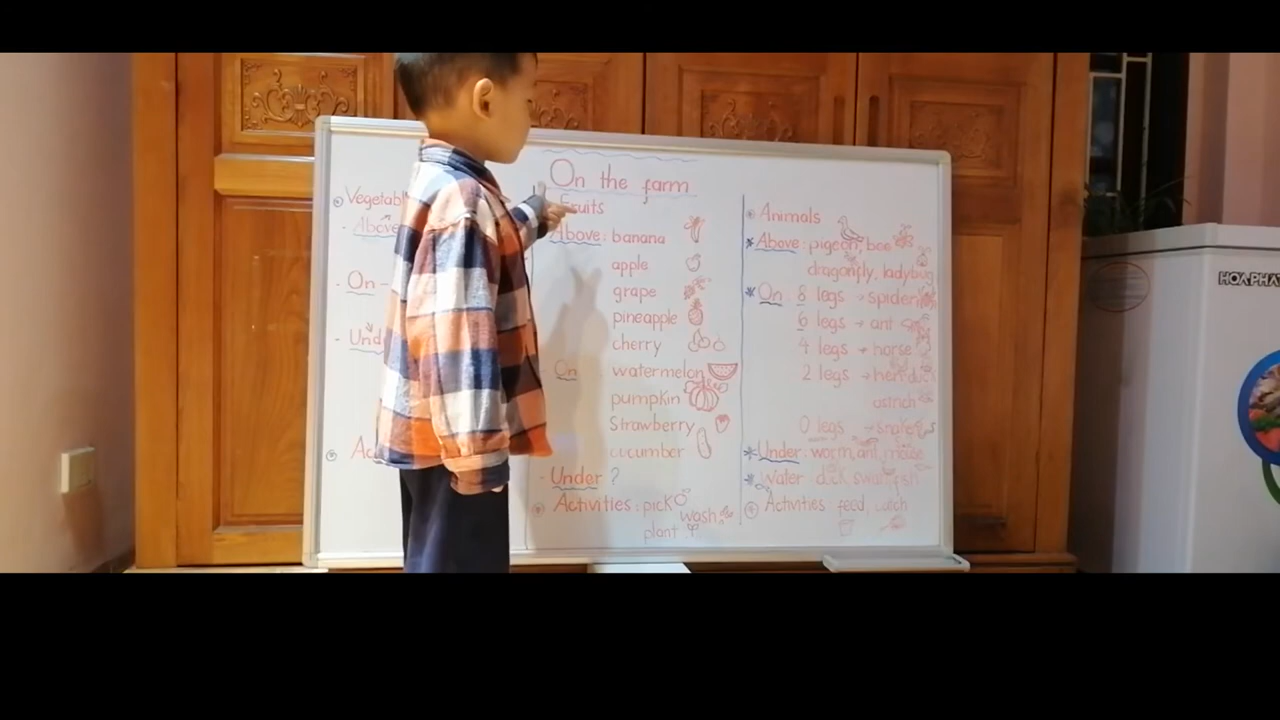 On the farm
Vegetabl
- Above
- On -
- Und
Ac
Fruits
Above: banana
apple
grape
pineapple
cherry
- On : watermelon
pumpkin
Strawberry
cucumber
- Under ?
Activities: pick
wash
plant
Animals
Above: pigeon, bee
dragonfly, ladybug
On : 8 legs → spider
6 legs → ant
4 legs → horse
2 legs → hen duck
ostrich
0 legs → snake
Under: worm, ant, mouse
Water: duck swan fish
Activities feed, catch
HOA PHAT